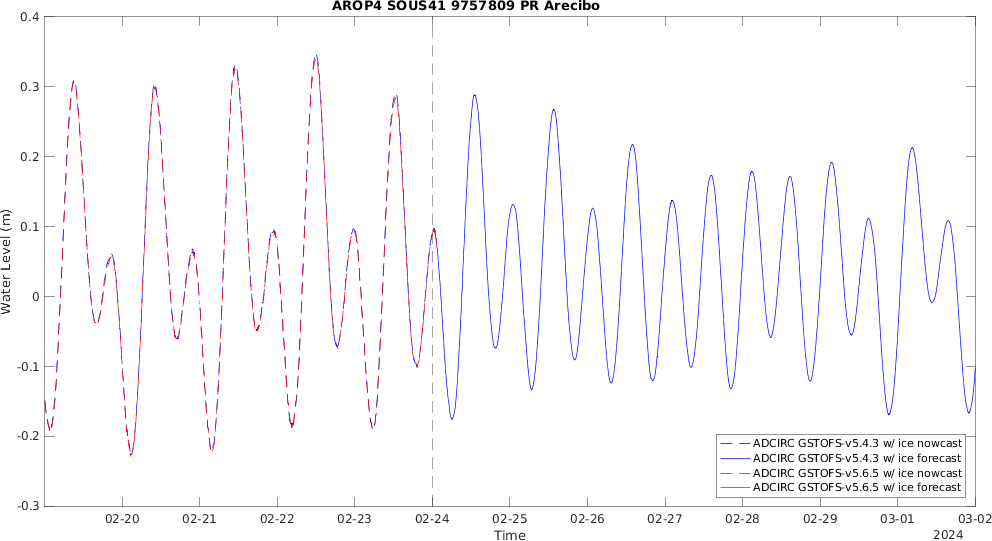 AROP4 SOUS41 9757809 PR Arecibo
0.4
0.3
0.2
0.1
0
-0.1
-0.2
-0.3
Water Level (m)
ADCIRC GSTOFS-v5.4.3 w/ ice nowcast
ADCIRC GSTOFS-v5.4.3 w/ ice forecast
ADCIRC GSTOFS-v5.6.5 w/ ice nowcast
ADCIRC GSTOFS-v5.6.5 w/ ice forecast
02-20 02-21 02-22 02-23 02-24 02-25 02-26 02-27 02-28 02-29 03-01 03-02
Time
2024